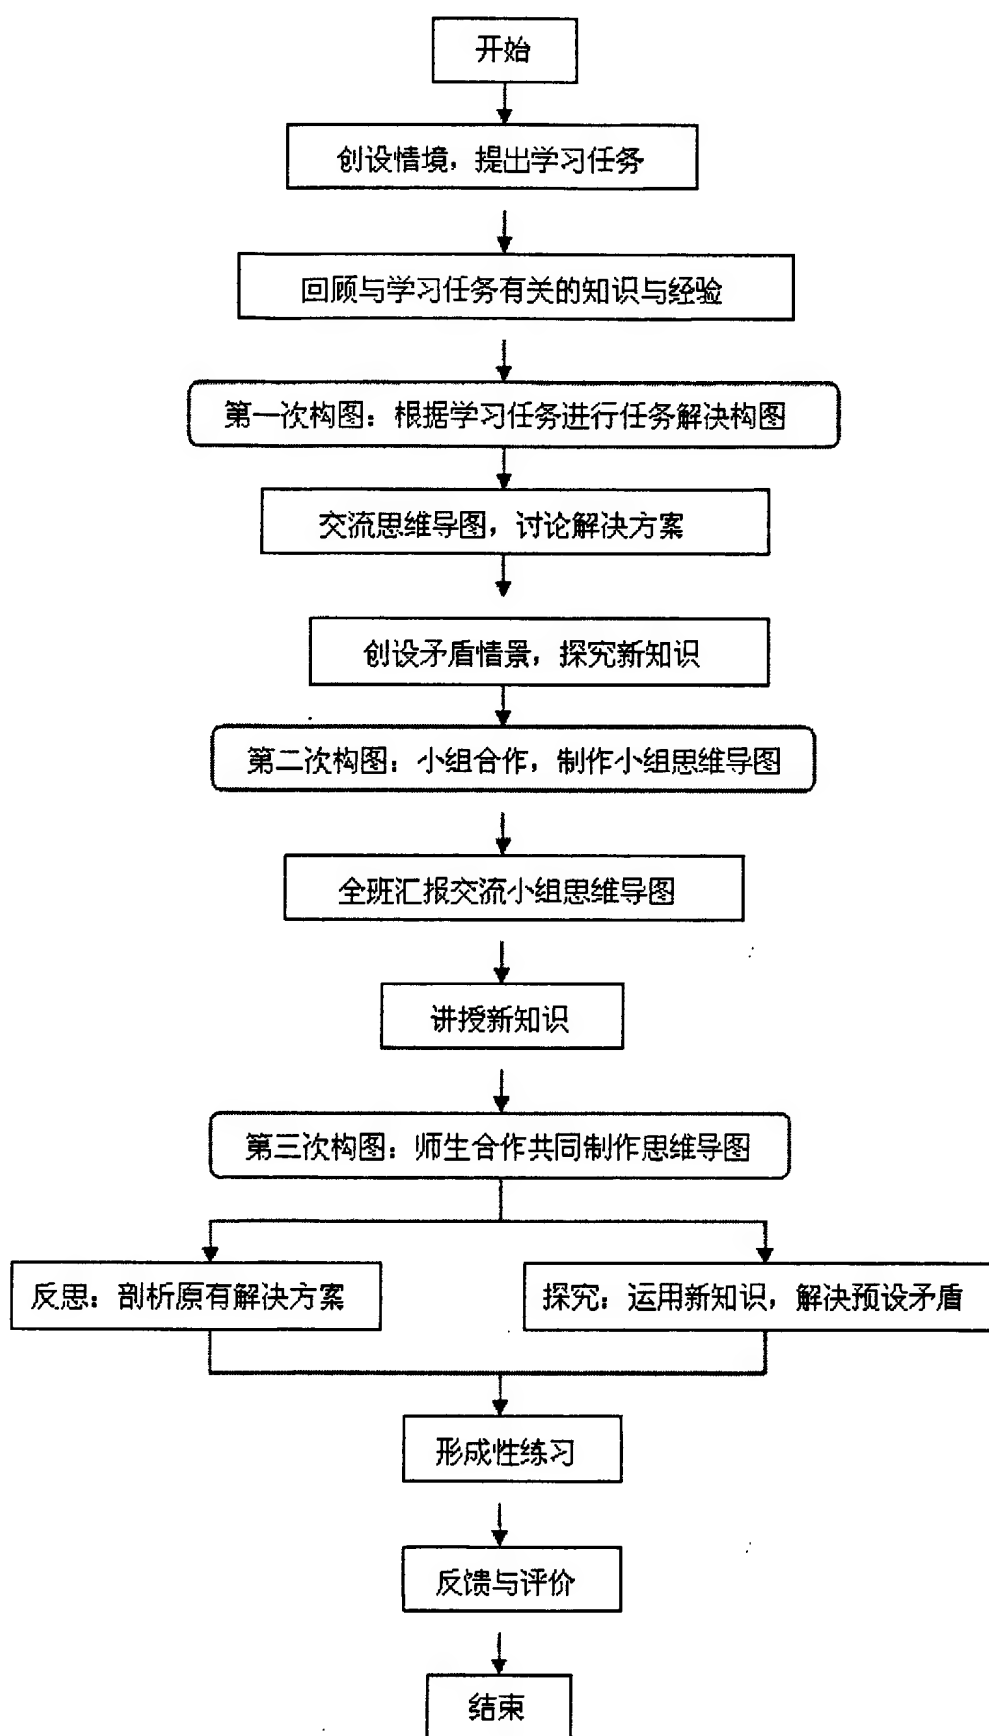 开始
创设情境，提出学习任务
回顾与学习任务有关的知识与经验
第一次构图：根据学习任务进行任务解决构图
交流思维导图，讨论解决方案
创设矛盾情景，探究新知识
第二次构图：小组合作，制作小组思维导图
全班汇报交流小组思维导图
讲授新知识
第三次构图：师生合作共同制作思维导图
反思：剖析原有解决方案
探究：运用新知识，解决预设矛盾
形成性练习
反馈与评价
结束